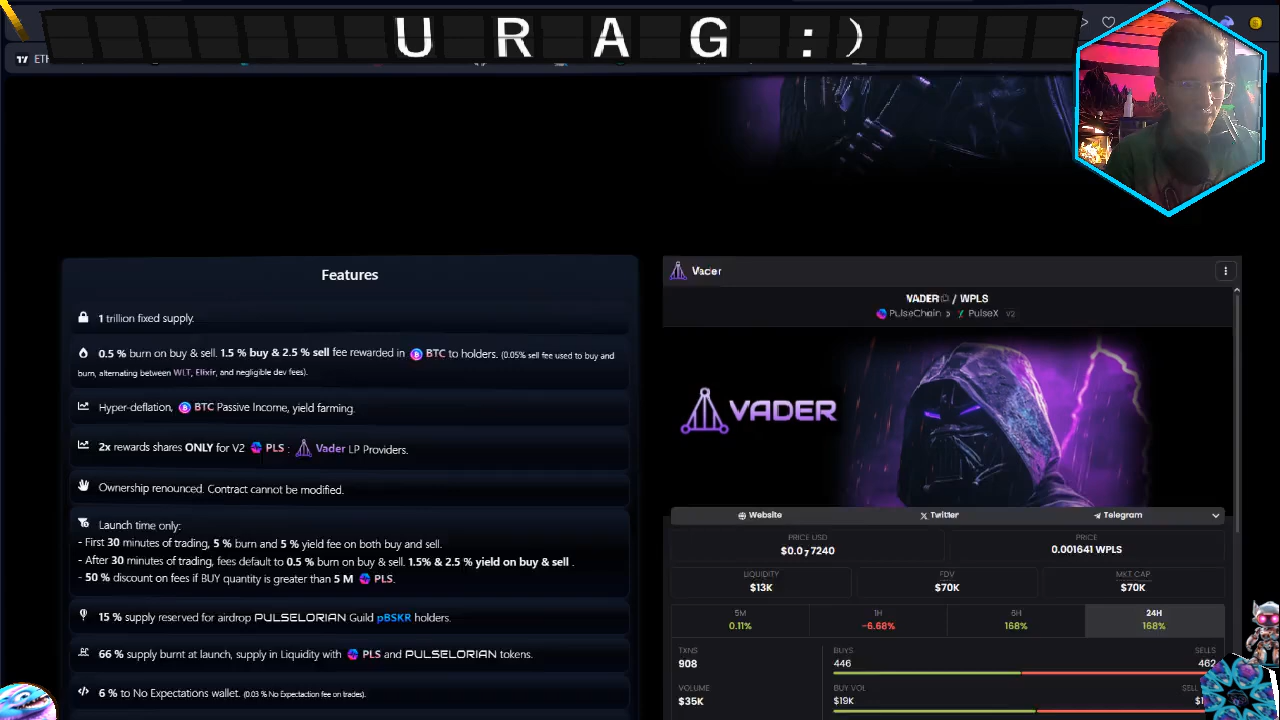 U R A G : )
ETH
Features
1 trillion fixed supply.
0.5 % burn on buy & sell. 1.5 % buy & 2.5 % sell fee rewarded in BTC to holders. (0.05% sell fee used to buy and
burn, alternating between WLT, Elixir, and negligible dev fees).
Hyper-deflation, BTC Passive Income, yield farming.
2x rewards shares ONLY for V2 PLS : Vader LP Providers.
Ownership renounced. Contract cannot be modified.
Launch time only:
- First 30 minutes of trading, 5 % burn and 5 % yield fee on both buy and sell.
- After 30 minutes of trading, fees default to 0.5 % burn on buy & sell. 1.5% & 2.5 % yield on buy & sell .
- 50 % discount on fees if BUY quantity is greater than 5 M PLS.
15 % supply reserved for airdrop PULSELORIAN Guild pBSKR holders.
66 % supply burnt at launch, supply in Liquidity with PLS and PULSELORIAN tokens.
6 % to No Expectations wallet. (0.03 % No Expectation fee on trades).
Vader
VADER / WPLS
PulseChain > PulseX V2
VADER
Website Twitter Telegram
PRICE USD PRICE
$0.0₇7240 0.001641 WPLS
LIQUIDITY FDV MKT CAP
$13K $70K $70K
5M 1H 6H 24H
0.11% -6.68% 168% 168%
TXNS BUYS SELLS
908 446 462
VOLUME BUY VOL SELL
$35K $19K